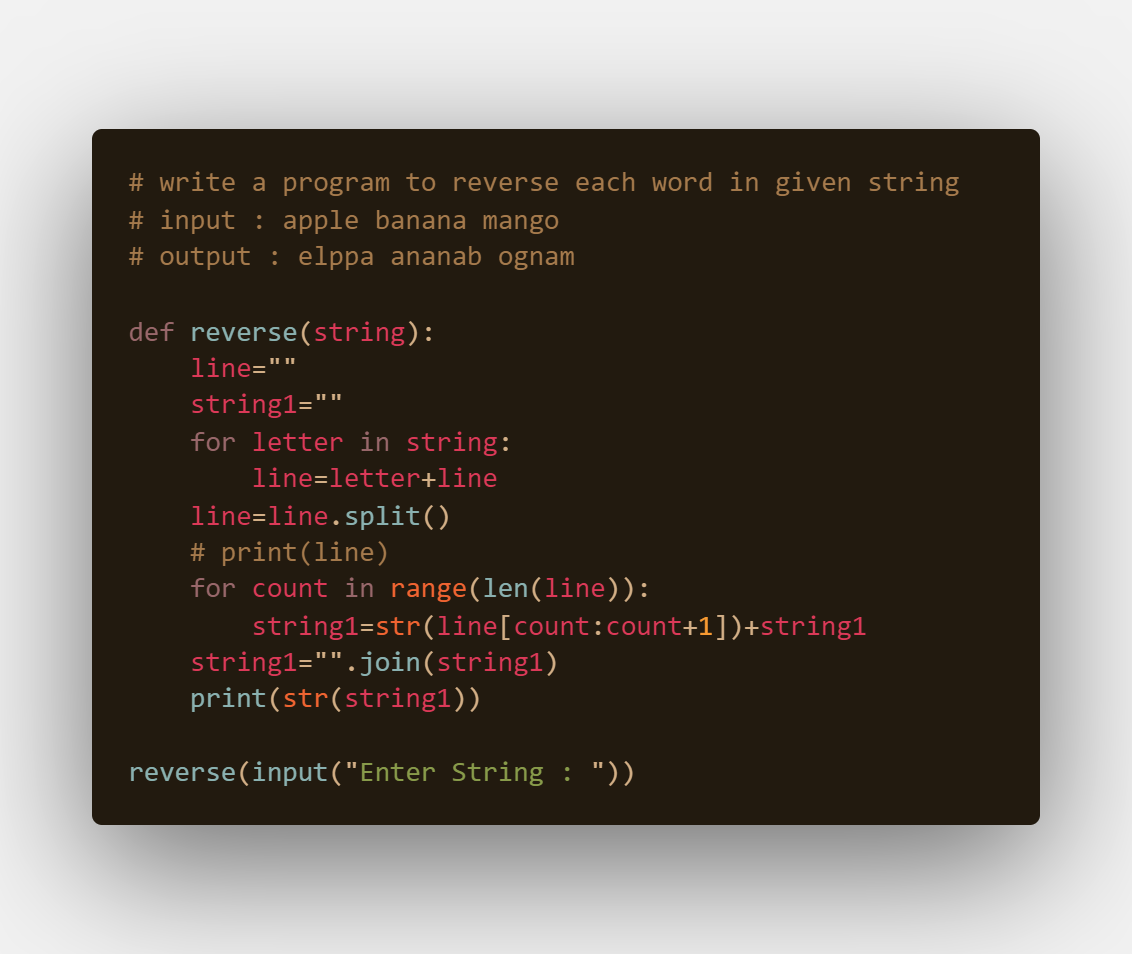 # write a program to reverse each word in given string
# input : apple banana mango
# output : elppa ananab ognam

def reverse(string):
    line=""
    string1=""
    for letter in string:
        line=letter+line
    line=line.split()
    # print(line)
    for count in range(len(line)):
        string1=str(line[count:count+1])+string1
    string1="".join(string1)
    print(str(string1))

reverse(input("Enter String : "))